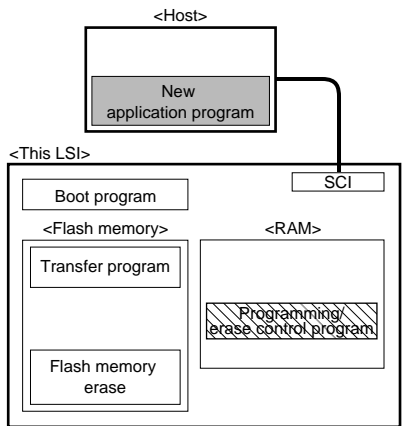 <Host>
New
application program
<This LSI>
SCI
Boot program
<Flash memory>
<RAM>
Transfer program
Programming/
erase control program
Flash memory
erase